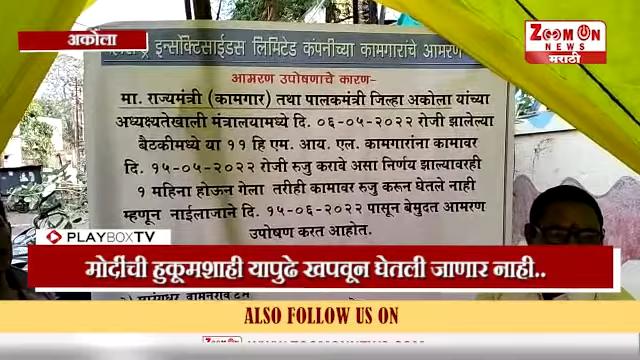 अकोला
ZOOM ON
NEWS
मराठी
इन्सेक्टिसाईडस लिमिटेड कंपनीच्या कामगारांचे आमरण
आमरण उपोषणाचे कारण-
मा. राज्यमंत्री (कामगार) तथा पालकमंत्री जिल्हा अकोला यांच्या
अध्यक्ष्यतेखाली मंत्रालयामध्ये दि. ०६-०५-२०२२ रोजी झालेल्या
बैठकीमध्ये या ११ हि एम. आय. एल. कामगारांना कामावर
दि. १५-०५-२०२२ रोजी रुजु करावे असा निर्णय झाल्यावरही
१ महिना होऊन गेला तरीही कामावर रुजु करून घेतले नाही
म्हणून नाईलाजाने दि. १५-०६-२०२२ पासून बेमुदत आमरण
उपोषण करत आहोत.
PLAYBOXTV
मोदींची हुकूमशाही यापुढे खपवून घेतली जाणार नाही..
ALSO FOLLOW US ON